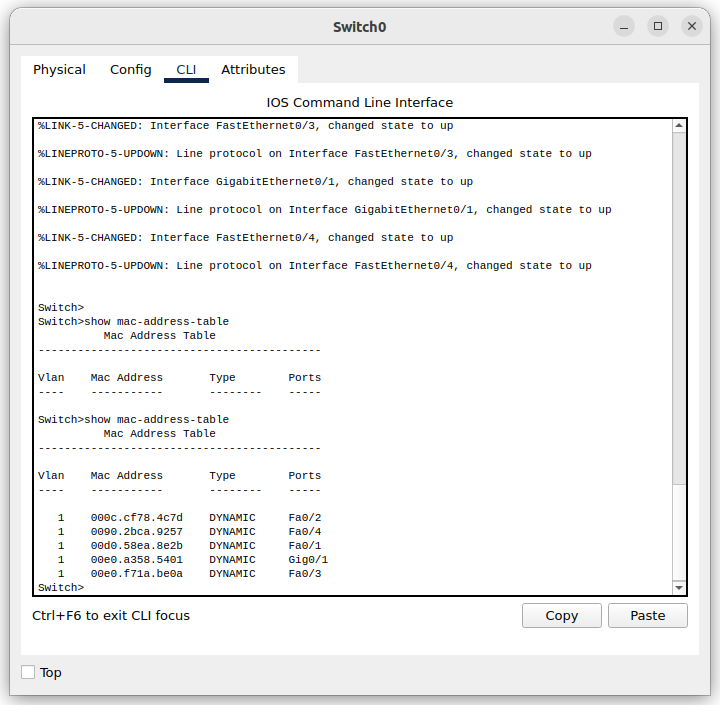 Switch0
Physical Config CLI Attributes
IOS Command Line Interface
%LINK-5-CHANGED: Interface FastEthernet0/3, changed state to up
%LINEPROTO-5-UPDOWN: Line protocol on Interface FastEthernet0/3, changed state to up
%LINK-5-CHANGED: Interface GigabitEthernet0/1, changed state to up
%LINEPROTO-5-UPDOWN: Line protocol on Interface GigabitEthernet0/1, changed state to up
%LINK-5-CHANGED: Interface FastEthernet0/4, changed state to up
%LINEPROTO-5-UPDOWN: Line protocol on Interface FastEthernet0/4, changed state to up
Switch>
Switch>show mac-address-table
Mac Address Table
-------------------------------------------
Vlan    Mac Address       Type        Ports
----    -----------       --------    -----
Switch>show mac-address-table
Mac Address Table
-------------------------------------------
Vlan    Mac Address       Type        Ports
----    -----------       --------    -----
1    000c.cf78.4c7d    DYNAMIC     Fa0/2
1    0090.2bca.9257    DYNAMIC     Fa0/4
1    00d0.58ea.8e2b    DYNAMIC     Fa0/1
1    00e0.a358.5401    DYNAMIC     Gig0/1
1    00e0.f71a.be0a    DYNAMIC     Fa0/3
Switch>
Ctrl+F6 to exit CLI focus Copy Paste
Top